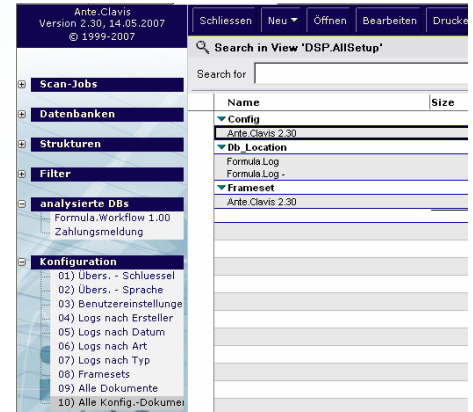 Ante.Clavis
Version 2.30, 14.05.2007
© 1999-2007
Scan-Jobs
Datenbanken
Strukturen
Filter
analysierte DBs
Formula.Workflow 1.00
Zahlungsmeldung
Konfiguration
01) Übers. - Schluessel
02) Übers. - Sprache
03) Benutzereinstellunge
04) Logs nach Ersteller
05) Logs nach Datum
06) Logs nach Art
07) Logs nach Typ
08) Framesets
09) Alle Dokumente
10) Alle Konfig.-Dokume
Schliessen Neu Öffnen Bearbeiten Drucke
Search in View 'DSP.AllSetup'
Search for
Name Size
Config
Ante.Clavis 2.30
Db_Location
Formula.Log
Formula.Log -
Frameset
Ante.Clavis 2.30